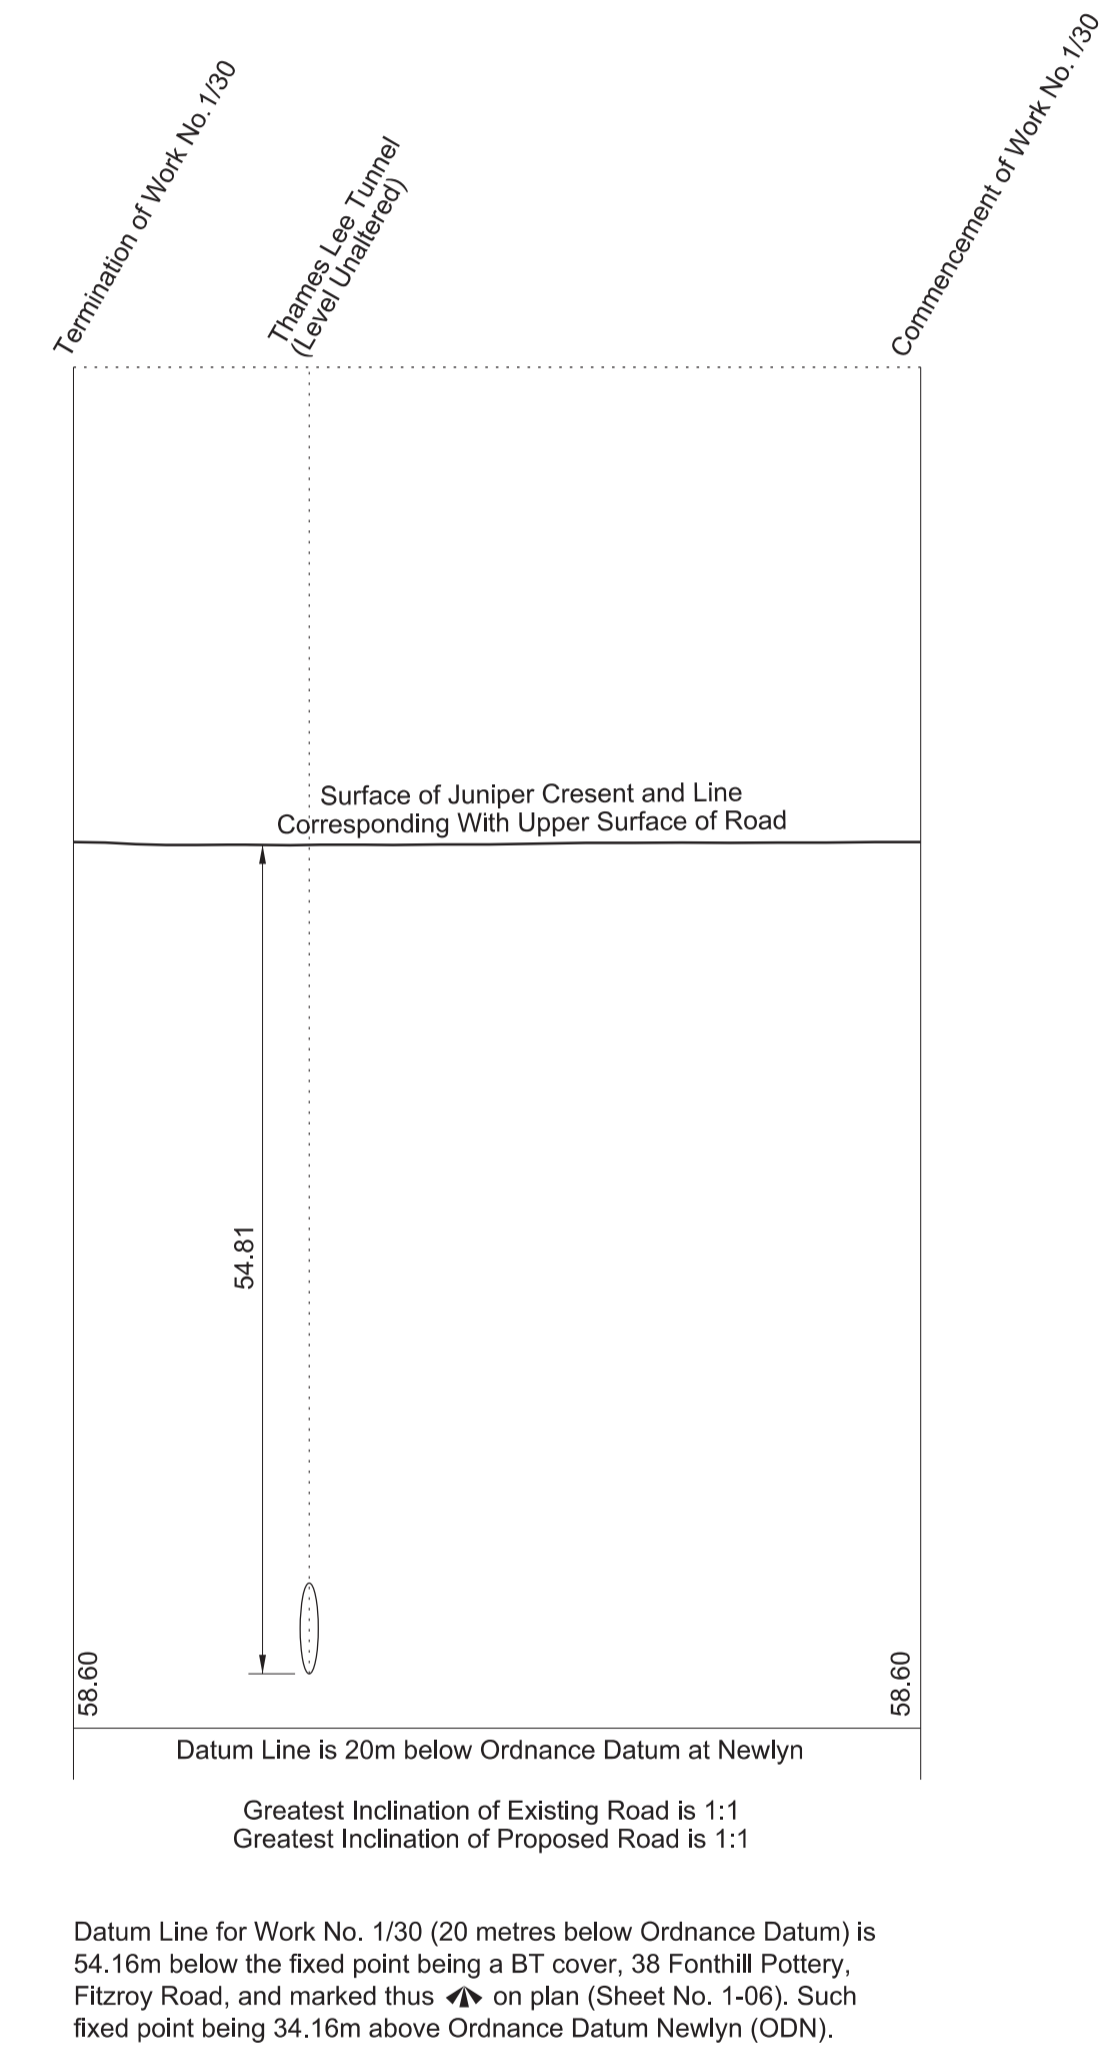 Termination of Work No. 1/30
Thames Lee Tunnel
(Level Unaltered)
Commencement of Work No. 1/30
Surface of Juniper Cresent and Line
Corresponding With Upper Surface of Road
54.81
58.60
58.60
Datum Line is 20m below Ordnance Datum at Newlyn
Greatest Inclination of Existing Road is 1:1
Greatest Inclination of Proposed Road is 1:1
Datum Line for Work No. 1/30 (20 metres below Ordnance Datum) is
54.16m below the fixed point being a BT cover, 38 Fonthill Pottery,
Fitzroy Road, and marked thus on plan (Sheet No. 1-06). Such
fixed point being 34.16m above Ordnance Datum Newlyn (ODN).